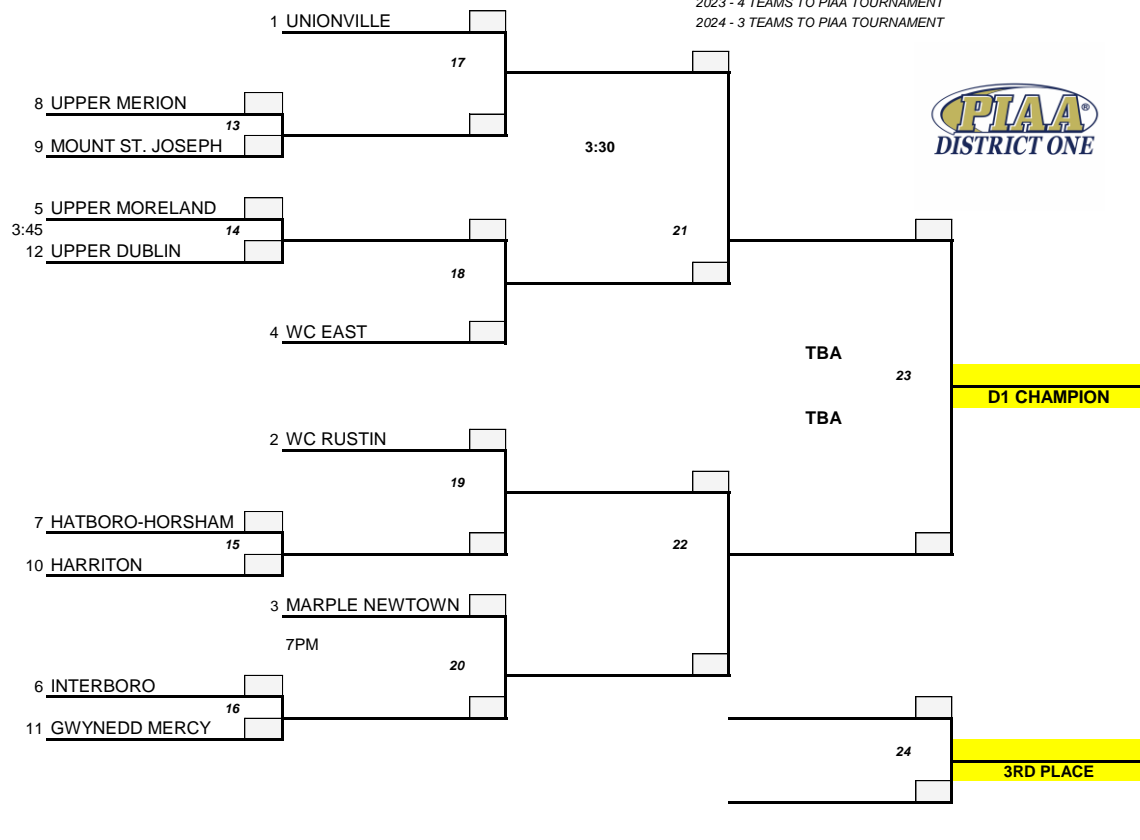 2023 - 4 TEAMS TO PIAA TOURNAMENT
2024 - 3 TEAMS TO PIAA TOURNAMENT
1 UNIONVILLE
17
8 UPPER MERION
13
9 MOUNT ST. JOSEPH
3:30
PIAA®
DISTRICT ONE
5 UPPER MORELAND
3:45
14
12 UPPER DUBLIN
21
18
4 WC EAST
TBA
23
D1 CHAMPION
TBA
2 WC RUSTIN
19
7 HATBORO-HORSHAM
15
10 HARRITON
22
3 MARPLE NEWTOWN
7PM
20
6 INTERBORO
16
11 GWYNEDD MERCY
24
3RD PLACE